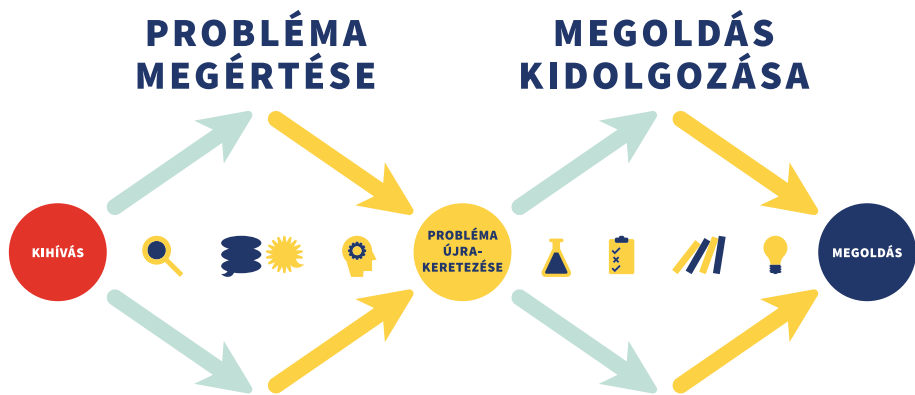 PROBLÉMA
MEGÉRTÉSE
MEGOLDÁS
KIDOLGOZÁSA
KIHÍVÁS
PROBLÉMA
ÚJRA-
KERETEZÉSE
MEGOLDÁS